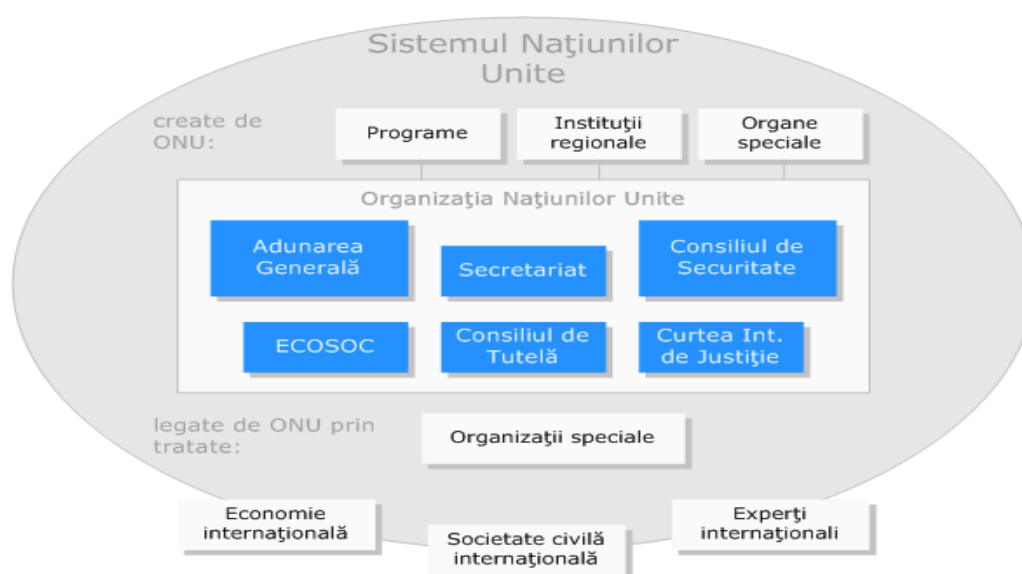 Sistemul Naţiunilor
Unite
create de
ONU:
Programe
Instituţii
regionale
Organe
speciale
Organizaţia Naţiunilor Unite
Adunarea
Generală
Secretariat
Consiliul de
Securitate
ECOSOC
Consiliul de
Tutelă
Curtea Int.
de Justiţie
legate de ONU prin
tratate:
Organizaţii speciale
Economie
internaţională
Societate civilă
internaţională
Experţi
internaţionali